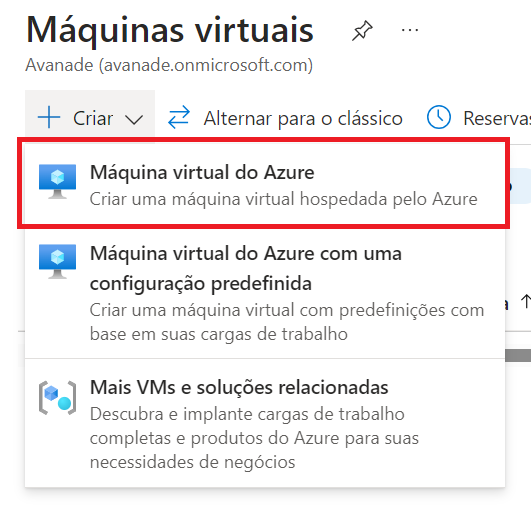 Máquinas virtuais
Avanade (avanade.onmicrosoft.com)
Criar
Alternar para o clássico
Reservas
Máquina virtual do Azure
Criar uma máquina virtual hospedada pelo Azure
Máquina virtual do Azure com uma
configuração predefinida
Criar uma máquina virtual com predefinições com
base em suas cargas de trabalho
Mais VMs e soluções relacionadas
Descubra e implante cargas de trabalho
completas e produtos do Azure para suas
necessidades de negócios